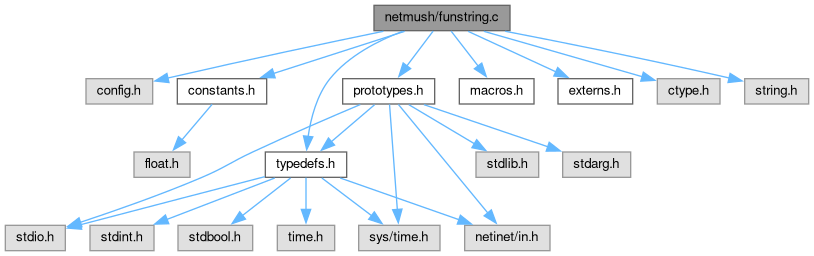 netmush/funstring.c
config.h
constants.h
prototypes.h
macros.h
externs.h
ctype.h
string.h
float.h
typedefs.h
stdlib.h
stdarg.h
stdio.h
stdint.h
stdbool.h
time.h
sys/time.h
netinet/in.h